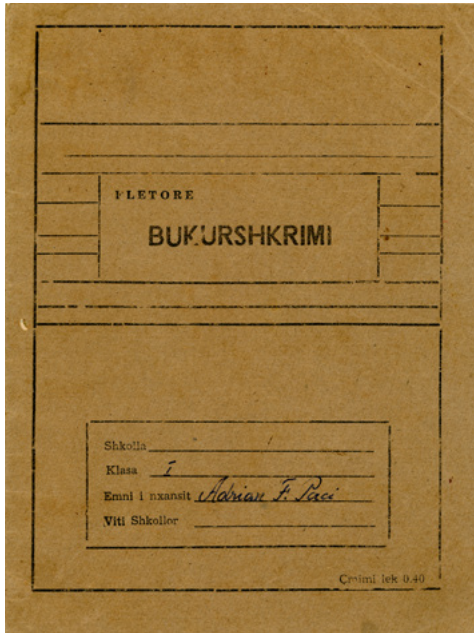 FLETORE
BUKURSHKRIMI
Shkolla
Klasa I
Emni i nxansit Adrian F. Paci
Viti Shkollor
Çmimi lek 0.40